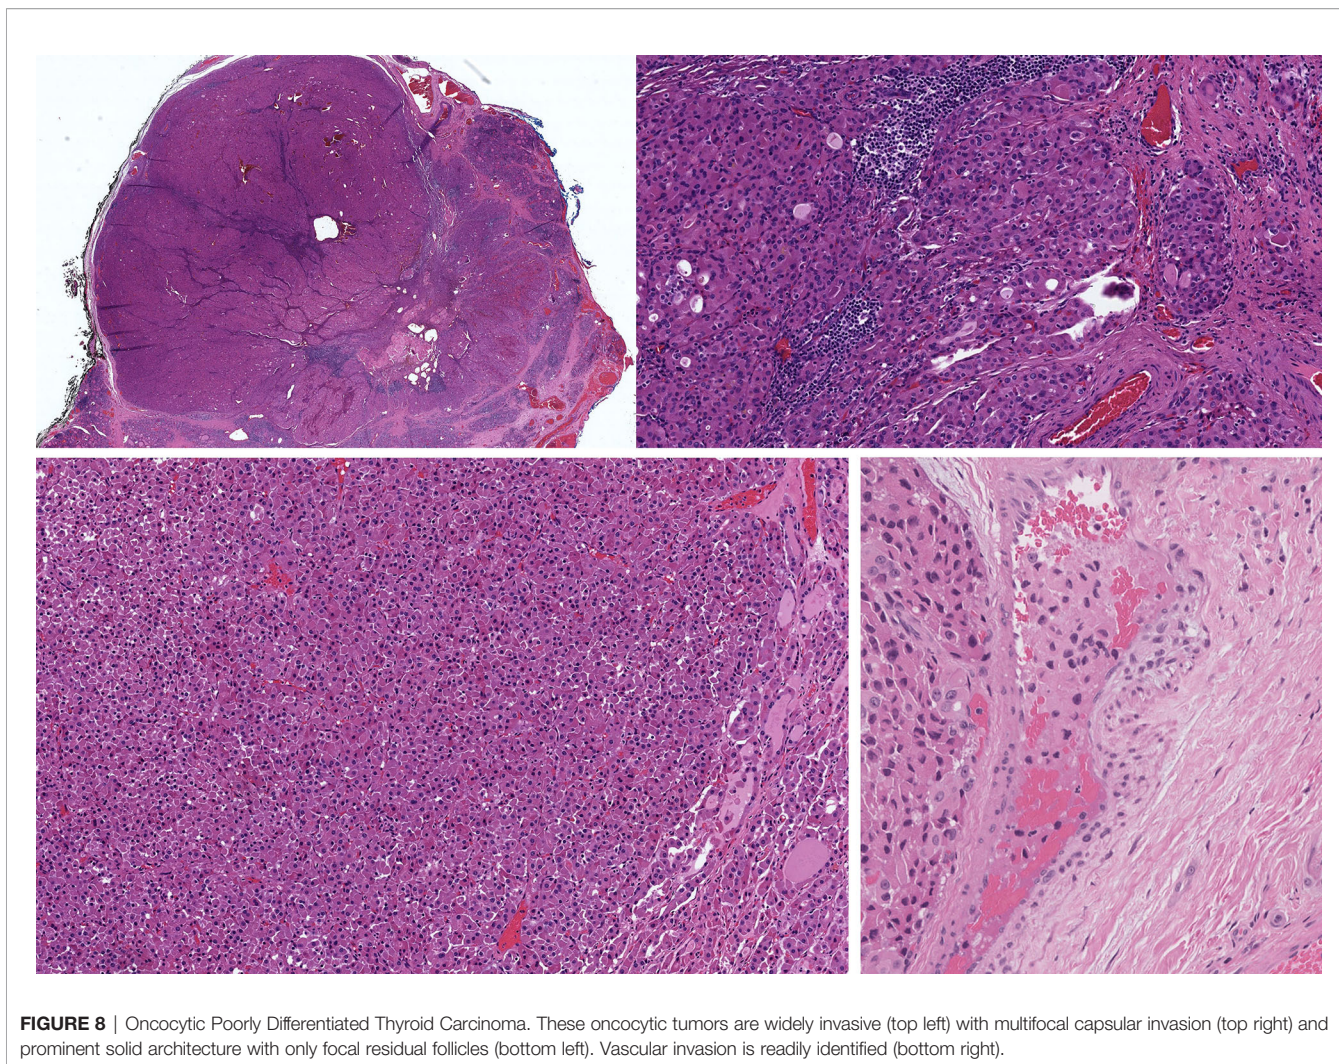 FIGURE 8 | Oncocytic Poorly Differentiated Thyroid Carcinoma. These oncocytic tumors are widely invasive (top left) with multifocal capsular invasion (top right) and
prominent solid architecture with only focal residual follicles (bottom left). Vascular invasion is readily identified (bottom right).